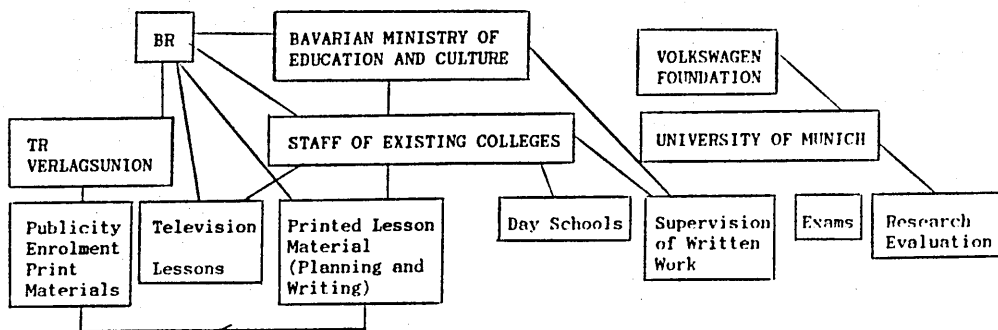 BR
BAVARIAN MINISTRY OF
EDUCATION AND CULTURE
VOLKSWAGEN
FOUNDATION
TR
VERLAGSUNION
STAFF OF EXISTING COLLEGES
UNIVERSITY OF MUNICH
Publicity
Enrolment
Print
Materials
Television
Lessons
Printed Lesson
Material
(Planning and
Writing)
Day Schools
Supervision
of Written
Work
Exams
Research
Evaluation